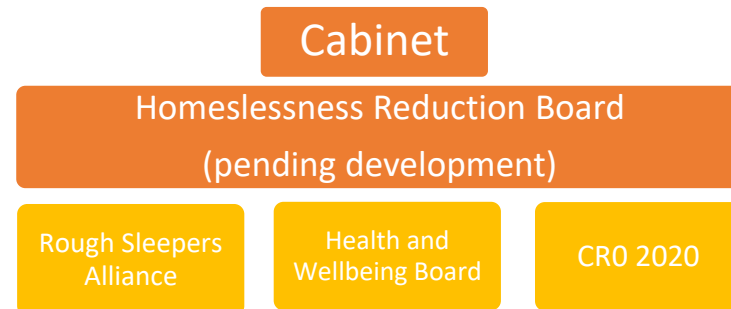 Cabinet
Homeslessness Reduction Board
(pending development)
Rough Sleepers
Alliance
Health and
Wellbeing Board
CR0 2020